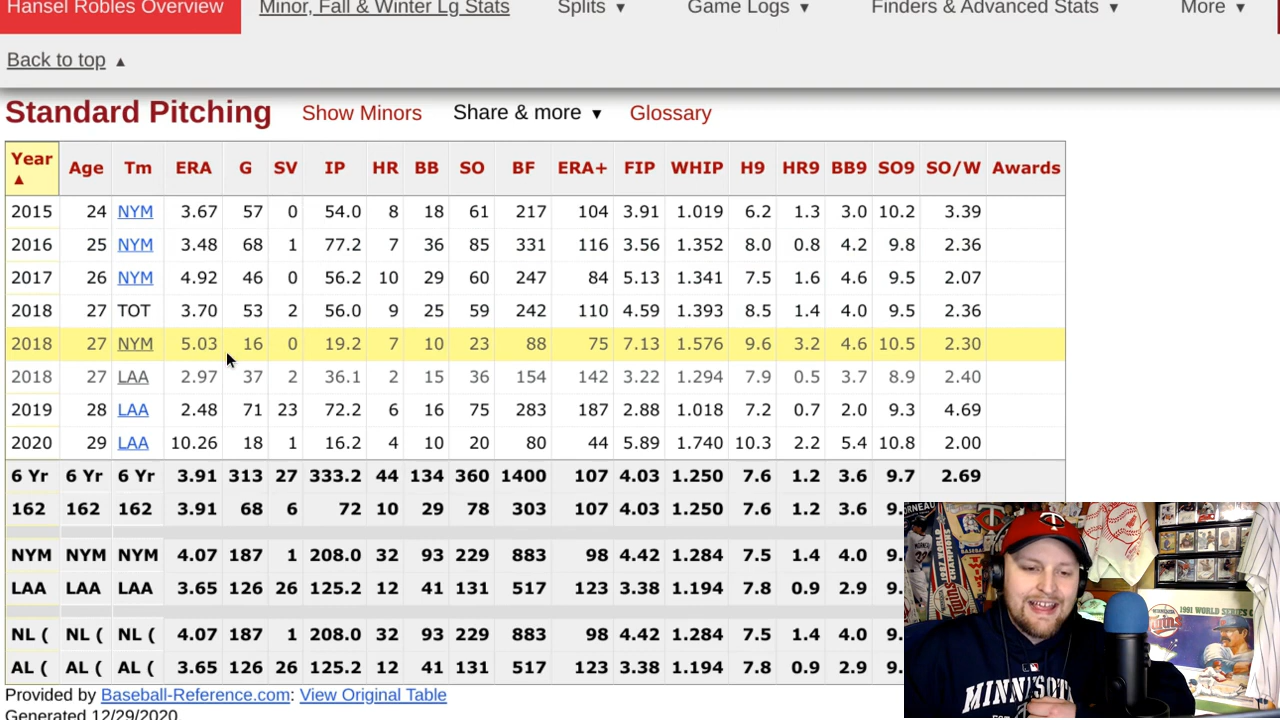 Hansel Robles Overview Minor, Fall & Winter Lg Stats Splits ▼ Game Logs ▼ Finders & Advanced Stats ▼ More ▼
Back to top ▲
Standard Pitching Show Minors Share & more ▼ Glossary
Year ▲ Age Tm ERA G SV IP HR BB SO BF ERA+ FIP WHIP H9 HR9 BB9 SO9 SO/W Awards
2015 24 NYM 3.67 57 0 54.0 8 18 61 217 104 3.91 1.019 6.2 1.3 3.0 10.2 3.39
2016 25 NYM 3.48 68 1 77.2 7 36 85 331 116 3.56 1.352 8.0 0.8 4.2 9.8 2.36
2017 26 NYM 4.92 46 0 56.2 10 29 60 247 84 5.13 1.341 7.5 1.6 4.6 9.5 2.07
2018 27 TOT 3.70 53 2 56.0 9 25 59 242 110 4.59 1.393 8.5 1.4 4.0 9.5 2.36
2018 27 NYM 5.03 16 0 19.2 7 10 23 88 75 7.13 1.576 9.6 3.2 4.6 10.5 2.30
2018 27 LAA 2.97 37 2 36.1 2 15 36 154 142 3.22 1.294 7.9 0.5 3.7 8.9 2.40
2019 28 LAA 2.48 71 23 72.2 6 16 75 283 187 2.88 1.018 7.2 0.7 2.0 9.3 4.69
2020 29 LAA 10.26 18 1 16.2 4 10 20 80 44 5.89 1.740 10.3 2.2 5.4 10.8 2.00
6 Yr 6 Yr 6 Yr 3.91 313 27 333.2 44 134 360 1400 107 4.03 1.250 7.6 1.2 3.6 9.7 2.69
162 162 162 3.91 68 6 72 10 29 78 303 107 4.03 1.250 7.6 1.2 3.6 9.
NYM NYM NYM 4.07 187 1 208.0 32 93 229 883 98 4.42 1.284 7.5 1.4 4.0 9.
LAA LAA LAA 3.65 126 26 125.2 12 41 131 517 123 3.38 1.194 7.8 0.9 2.9 9.
NL ( NL ( NL ( 4.07 187 1 208.0 32 93 229 883 98 4.42 1.284 7.5 1.4 4.0 9.
AL ( AL ( AL ( 3.65 126 26 125.2 12 41 131 517 123 3.38 1.194 7.8 0.9 2.9 9.
Provided by Baseball-Reference.com: View Original Table
Generated 12/29/2020
1991 WORLD SERIES
Twins
MINNESOT